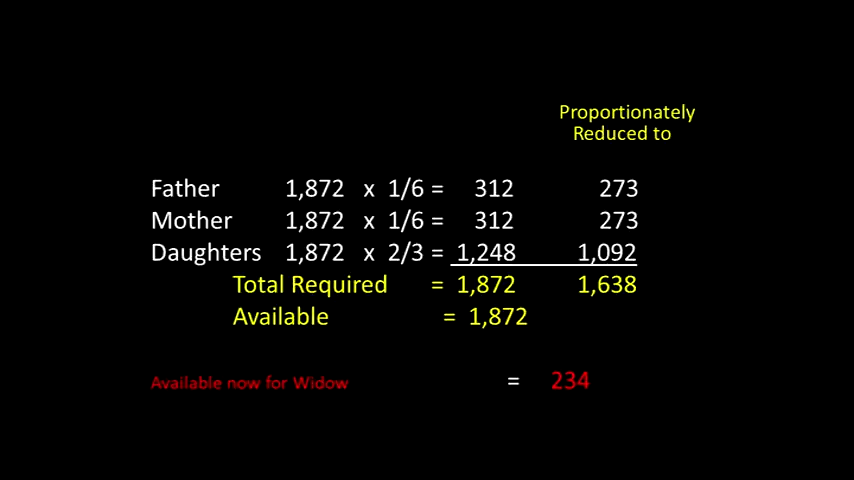 Proportionately
Reduced to
Father 1,872 x 1/6 = 312 273
Mother 1,872 x 1/6 = 312 273
Daughters 1,872 x 2/3 = 1,248 1,092
Total Required = 1,872 1,638
Available = 1,872
Available now for Widow = 234